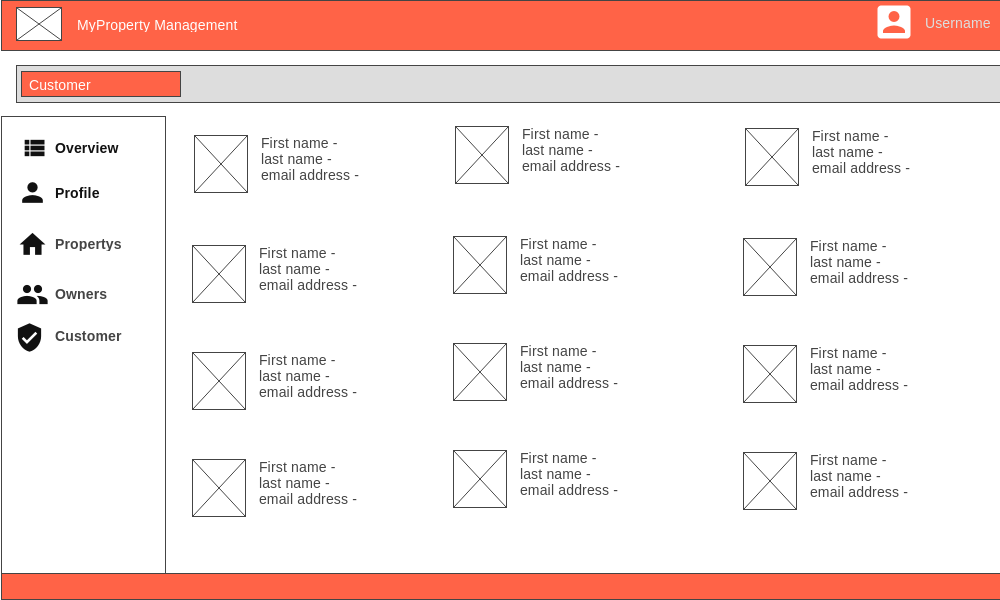 MyProperty Management
Username
Customer
Overview
Profile
Propertys
Owners
Customer
First name -
last name -
email address -
First name -
last name -
email address -
First name -
last name -
email address -
First name -
last name -
email address -
First name -
last name -
email address -
First name -
last name -
email address -
First name -
last name -
email address -
First name -
last name -
email address -
First name -
last name -
email address -
First name -
last name -
email address -
First name -
last name -
email address -
First name -
last name -
email address -